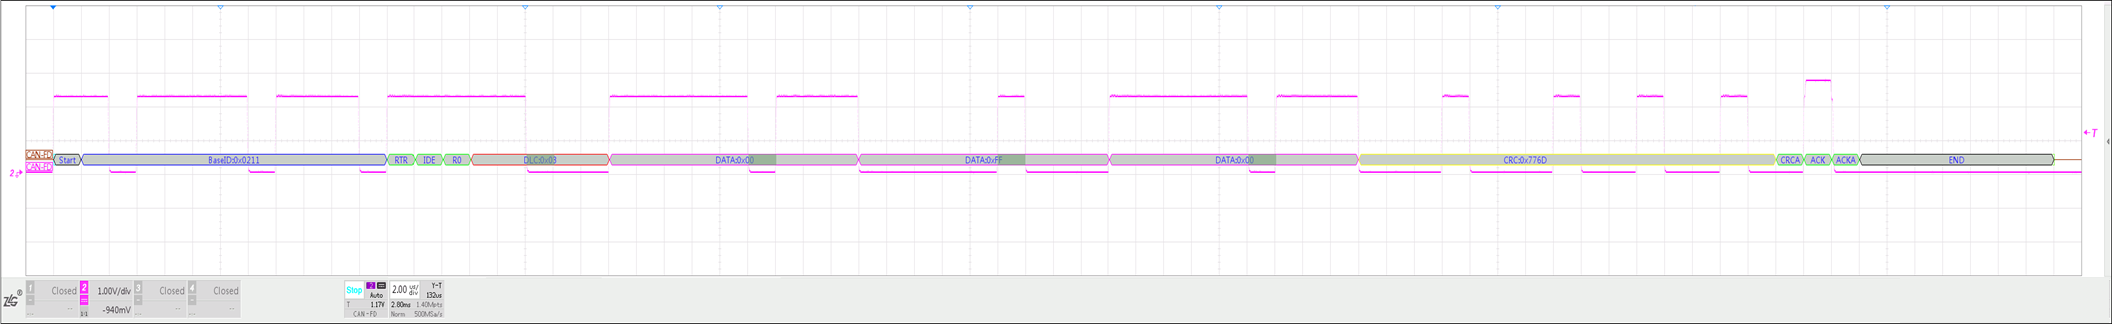 T
CAN-FD Start BaseID:0x0211 RTR IDE R0 DLC:0x03 DATA:0x00 DATA:0xFF DATA:0x00 CRC:0x776D CRCA ACK ACKA END
CAN-FD
2
ZLG®
1 Closed
-- --
2 1.00V/div
1:1 -940mV
3 Closed
-- --
4 Closed
-- --
Stop 2 Auto
T 1.17V
CAN-FD
2.00 us/div Y-T
132us
2.80ms 1.40Mpts
Norm 500MSa/s